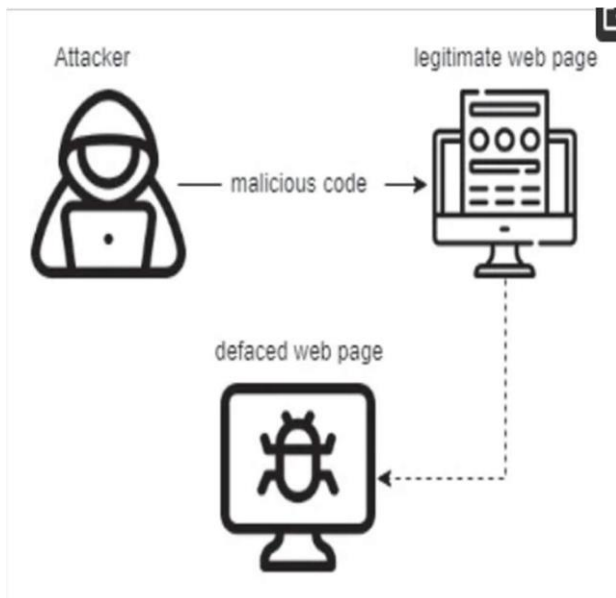 Attacker
legitimate web page
malicious code
defaced web page